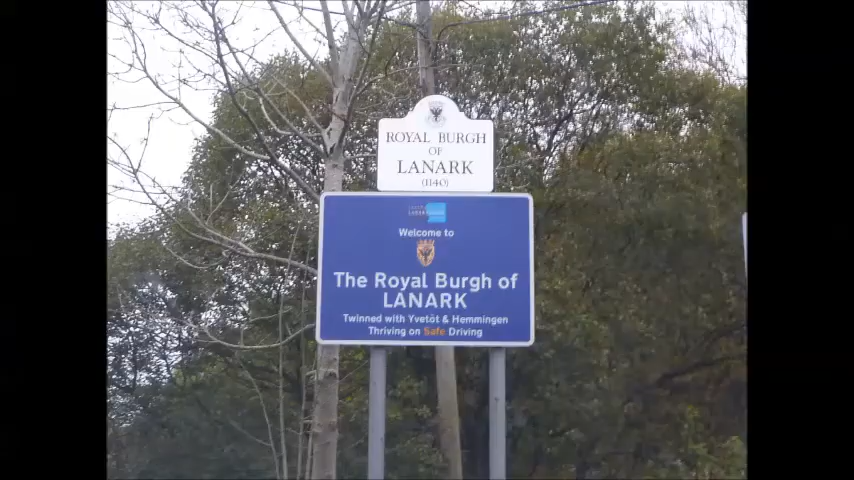 ROYAL BURGH
OF
LANARK
(1140)
Welcome to
The Royal Burgh of
LANARK
Twinned with Yvetôt & Hemmingen
Thriving on Safe Driving